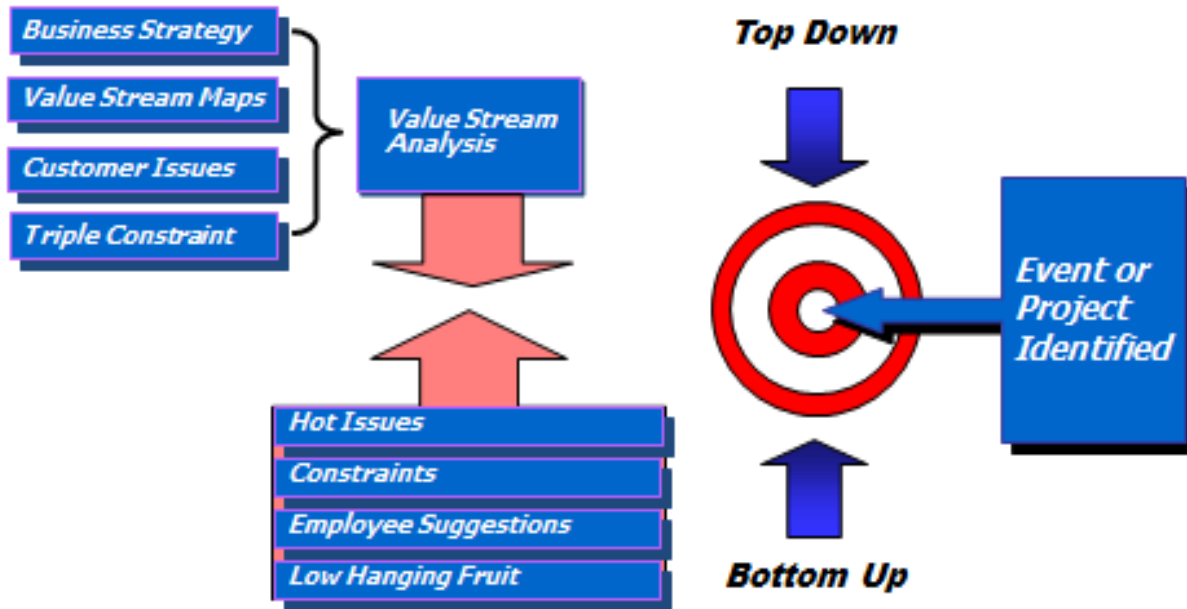 Business Strategy
Value Stream Maps
Customer Issues
Triple Constraint
Value Stream
Analysis
Hot Issues
Constraints
Employee Suggestions
Low Hanging Fruit
Top Down
Event or
Project
Identified
Bottom Up